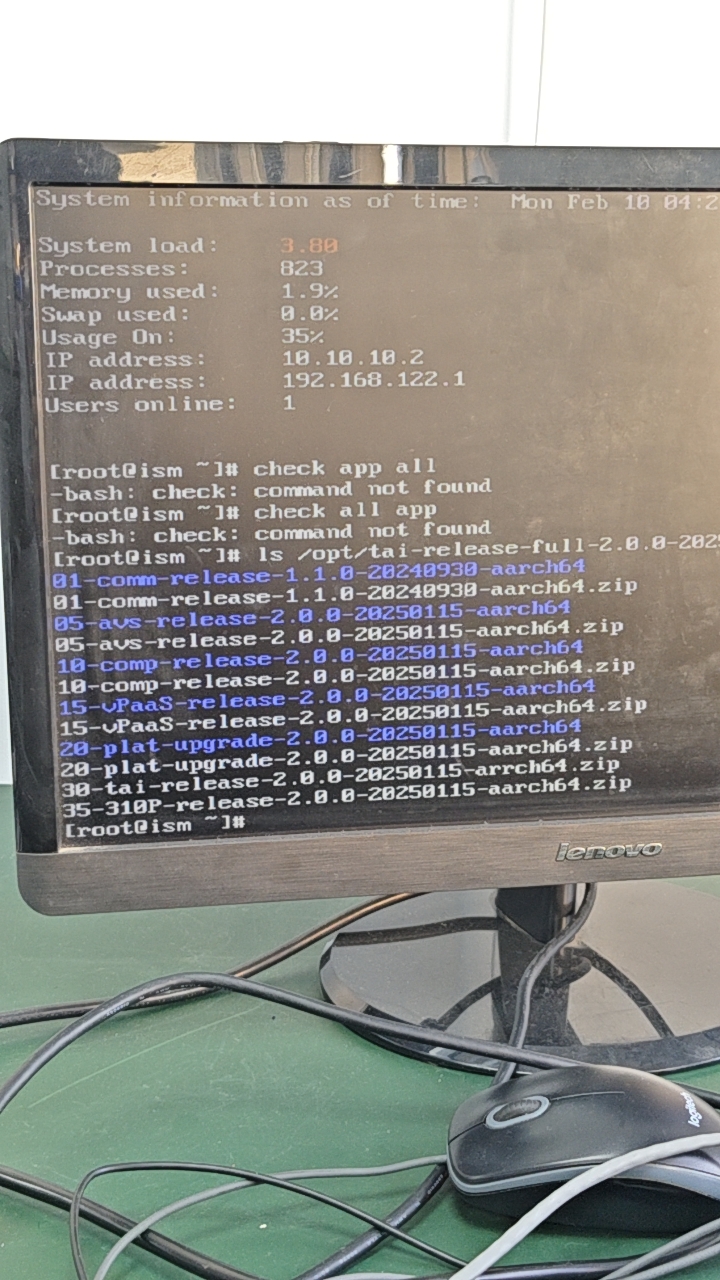 System information as of time:  Mon Feb 10 04:2
System load:    3.80
Processes:      823
Memory used:    1.9%
Swap used:      0.0%
Usage On:       35%
IP address:     10.10.10.2
IP address:     192.168.122.1
Users online:   1
[root@ism ~]# check app all
-bash: check: command not found
[root@ism ~]# check all app
-bash: check: command not found
[root@ism ~]# ls /opt/tai-release-full-2.0.0-202
01-comm-release-1.1.0-20240930-aarch64
01-comm-release-1.1.0-20240930-aarch64.zip
05-avs-release-2.0.0-20250115-aarch64
05-avs-release-2.0.0-20250115-aarch64.zip
10-comp-release-2.0.0-20250115-aarch64
10-comp-release-2.0.0-20250115-aarch64.zip
15-vPaaS-release-2.0.0-20250115-aarch64
15-vPaaS-release-2.0.0-20250115-aarch64.zip
20-plat-upgrade-2.0.0-20250115-aarch64
20-plat-upgrade-2.0.0-20250115-aarch64.zip
30-tai-release-2.0.0-20250115-arrch64.zip
35-310P-release-2.0.0-20250115-aarch64.zip
[root@ism ~]#
lenovo
logitech